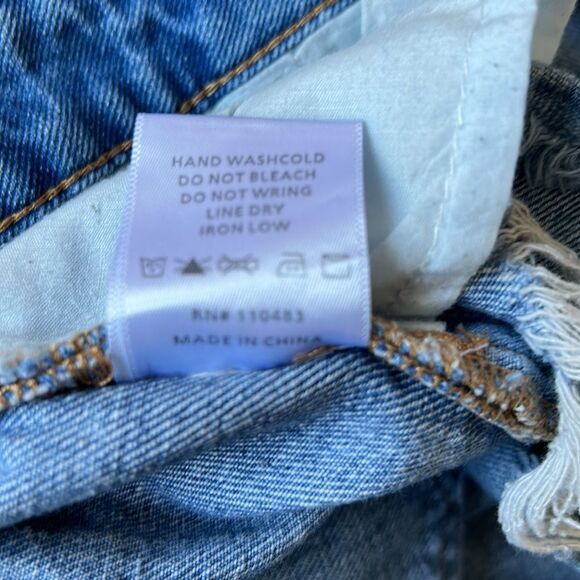 HAND WASHCOLD
DO NOT BLEACH
DO NOT WRING
LINE DRY
IRON LOW
RN# 110483
MADE IN CHINA